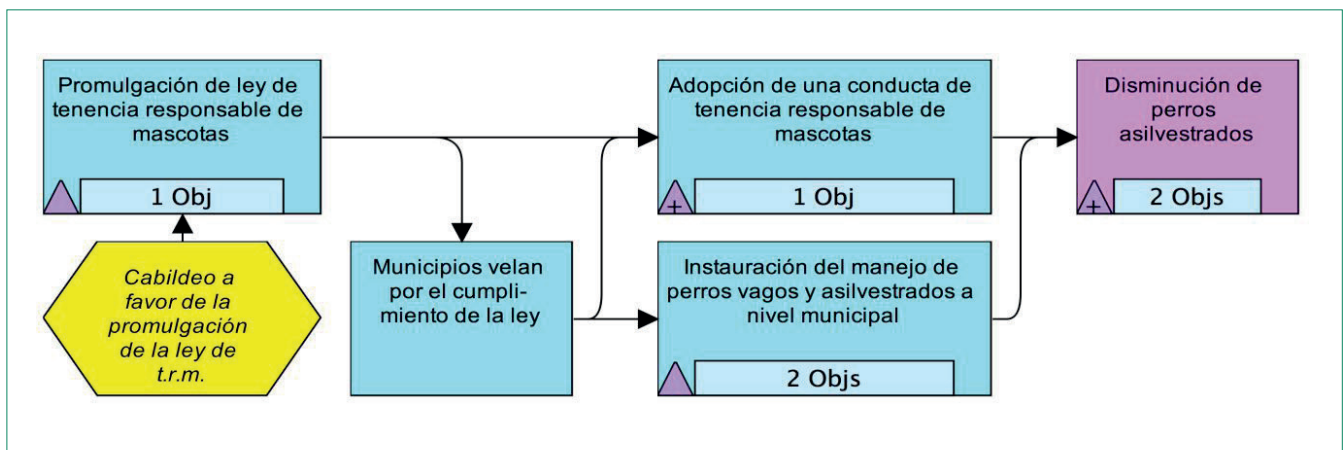 Promulgación de ley de
tenencia responsable de
mascotas
1 Obj
Cabildeo a
favor de la
promulgación
de la ley de
t.r.m.
Municipios velan
por el cumpli-
miento de la ley
Adopción de una conducta de
tenencia responsable de
mascotas
+
1 Obj
Instauración del manejo de
perros vagos y asilvestrados a
nivel municipal
2 Objs
Disminución de
perros
asilvestrados
+
2 Objs